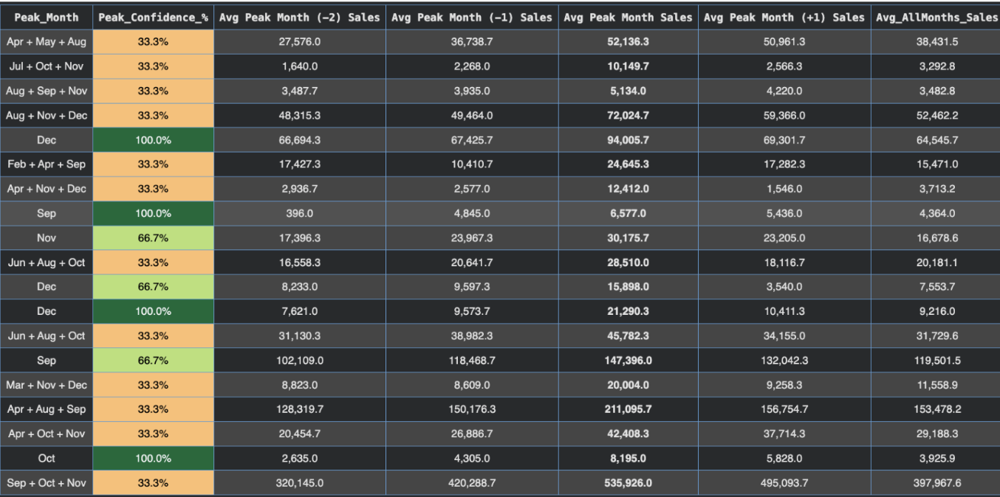 Peak_Month Peak_Confidence_% Avg Peak Month (-2) Sales Avg Peak Month (-1) Sales Avg Peak Month Sales Avg Peak Month (+1) Sales Avg_AllMonths_Sales
Apr + May + Aug 33.3% 27,576.0 36,738.7 52,136.3 50,961.3 38,431.5
Jul + Oct + Nov 33.3% 1,640.0 2,268.0 10,149.7 2,566.3 3,292.8
Aug + Sep + Nov 33.3% 3,487.7 3,935.0 5,134.0 4,220.0 3,482.8
Aug + Nov + Dec 33.3% 48,315.3 49,464.0 72,024.7 59,366.0 52,462.2
Dec 100.0% 66,694.3 67,425.7 94,005.7 69,301.7 64,545.7
Feb + Apr + Sep 33.3% 17,427.3 10,410.7 24,645.3 17,282.3 15,471.0
Apr + Nov + Dec 33.3% 2,936.7 2,577.0 12,412.0 1,546.0 3,713.2
Sep 100.0% 396.0 4,845.0 6,577.0 5,436.0 4,364.0
Nov 66.7% 17,396.3 23,967.3 30,175.7 23,205.0 16,678.6
Jun + Aug + Oct 33.3% 16,558.3 20,641.7 28,510.0 18,116.7 20,181.1
Dec 66.7% 8,233.0 9,597.3 15,898.0 3,540.0 7,553.7
Dec 100.0% 7,621.0 9,573.7 21,290.3 10,411.3 9,216.0
Jun + Aug + Oct 33.3% 31,130.3 38,982.3 45,782.3 34,155.0 31,729.6
Sep 66.7% 102,109.0 118,468.7 147,396.0 132,042.3 119,501.5
Mar + Nov + Dec 33.3% 8,823.0 8,609.0 20,004.0 9,258.3 11,558.9
Apr + Aug + Sep 33.3% 128,319.7 150,176.3 211,095.7 156,754.7 153,478.2
Apr + Oct + Nov 33.3% 20,454.7 26,886.7 42,408.3 37,714.3 29,188.3
Oct 100.0% 2,635.0 4,305.0 8,195.0 5,828.0 3,925.9
Sep + Oct + Nov 33.3% 320,145.0 420,288.7 535,926.0 495,093.7 397,967.6